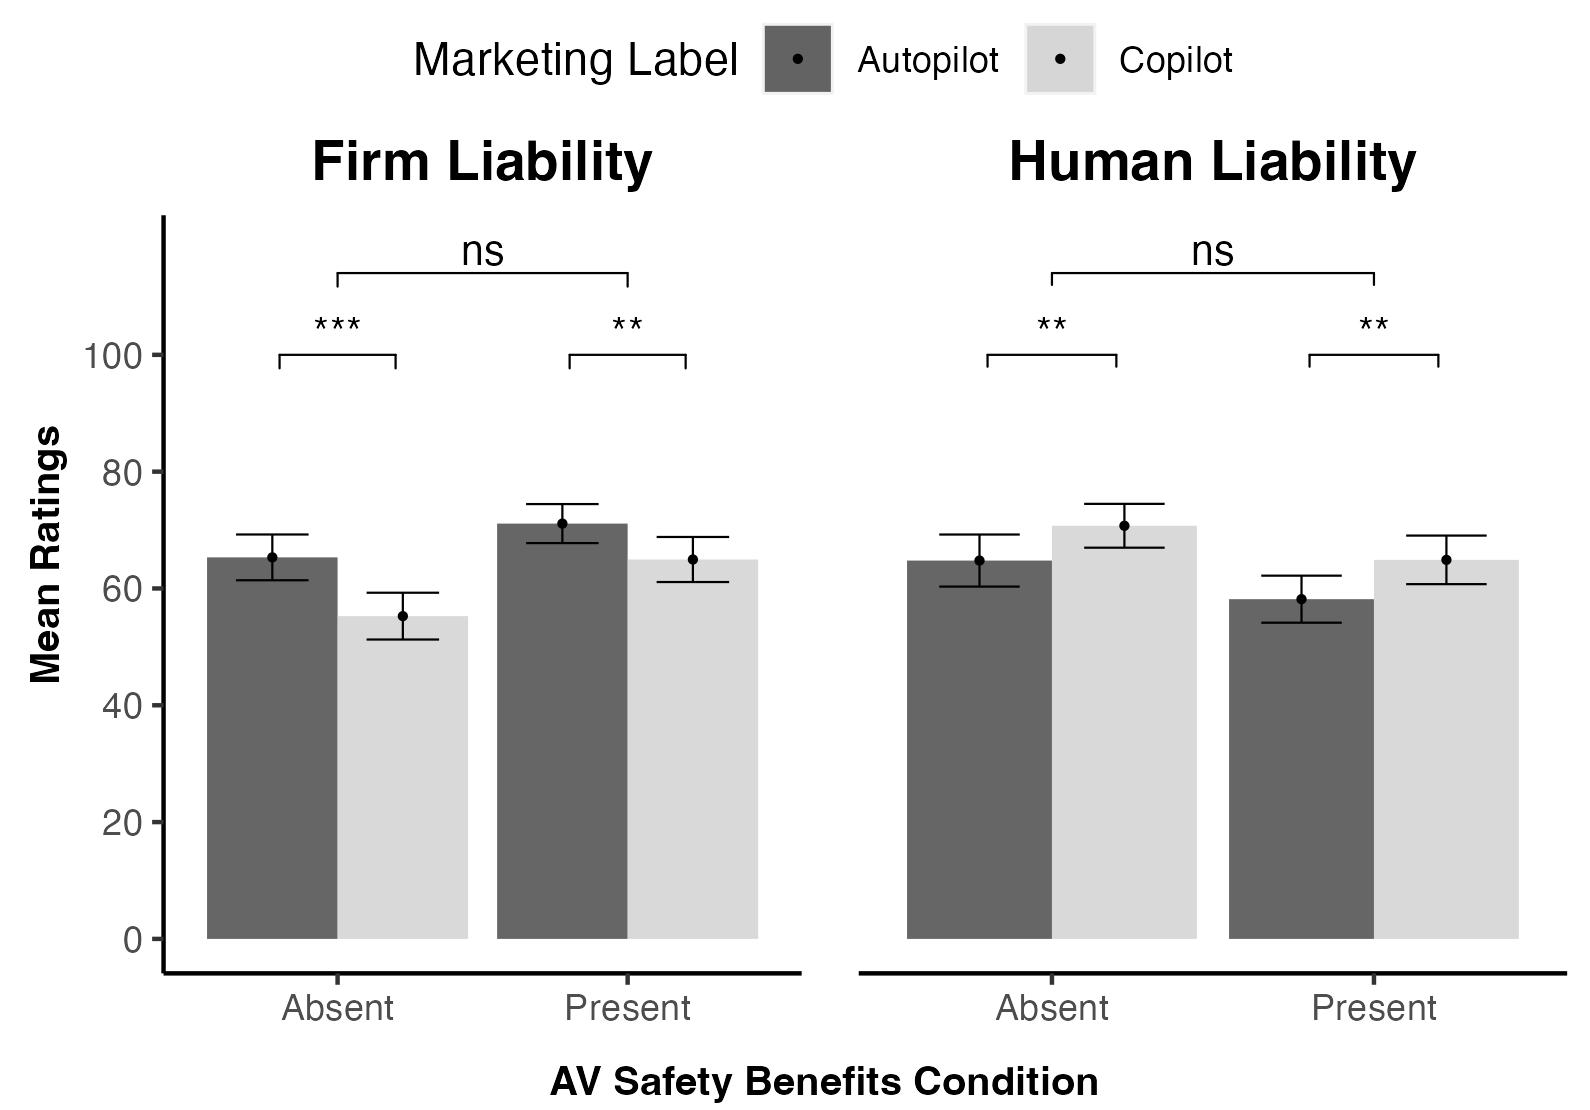 Marketing Label Autopilot Copilot
Firm Liability Human Liability
ns ns
*** ** ** **
100
80
60
40
20
0
Mean Ratings
Absent Present Absent Present
AV Safety Benefits Condition